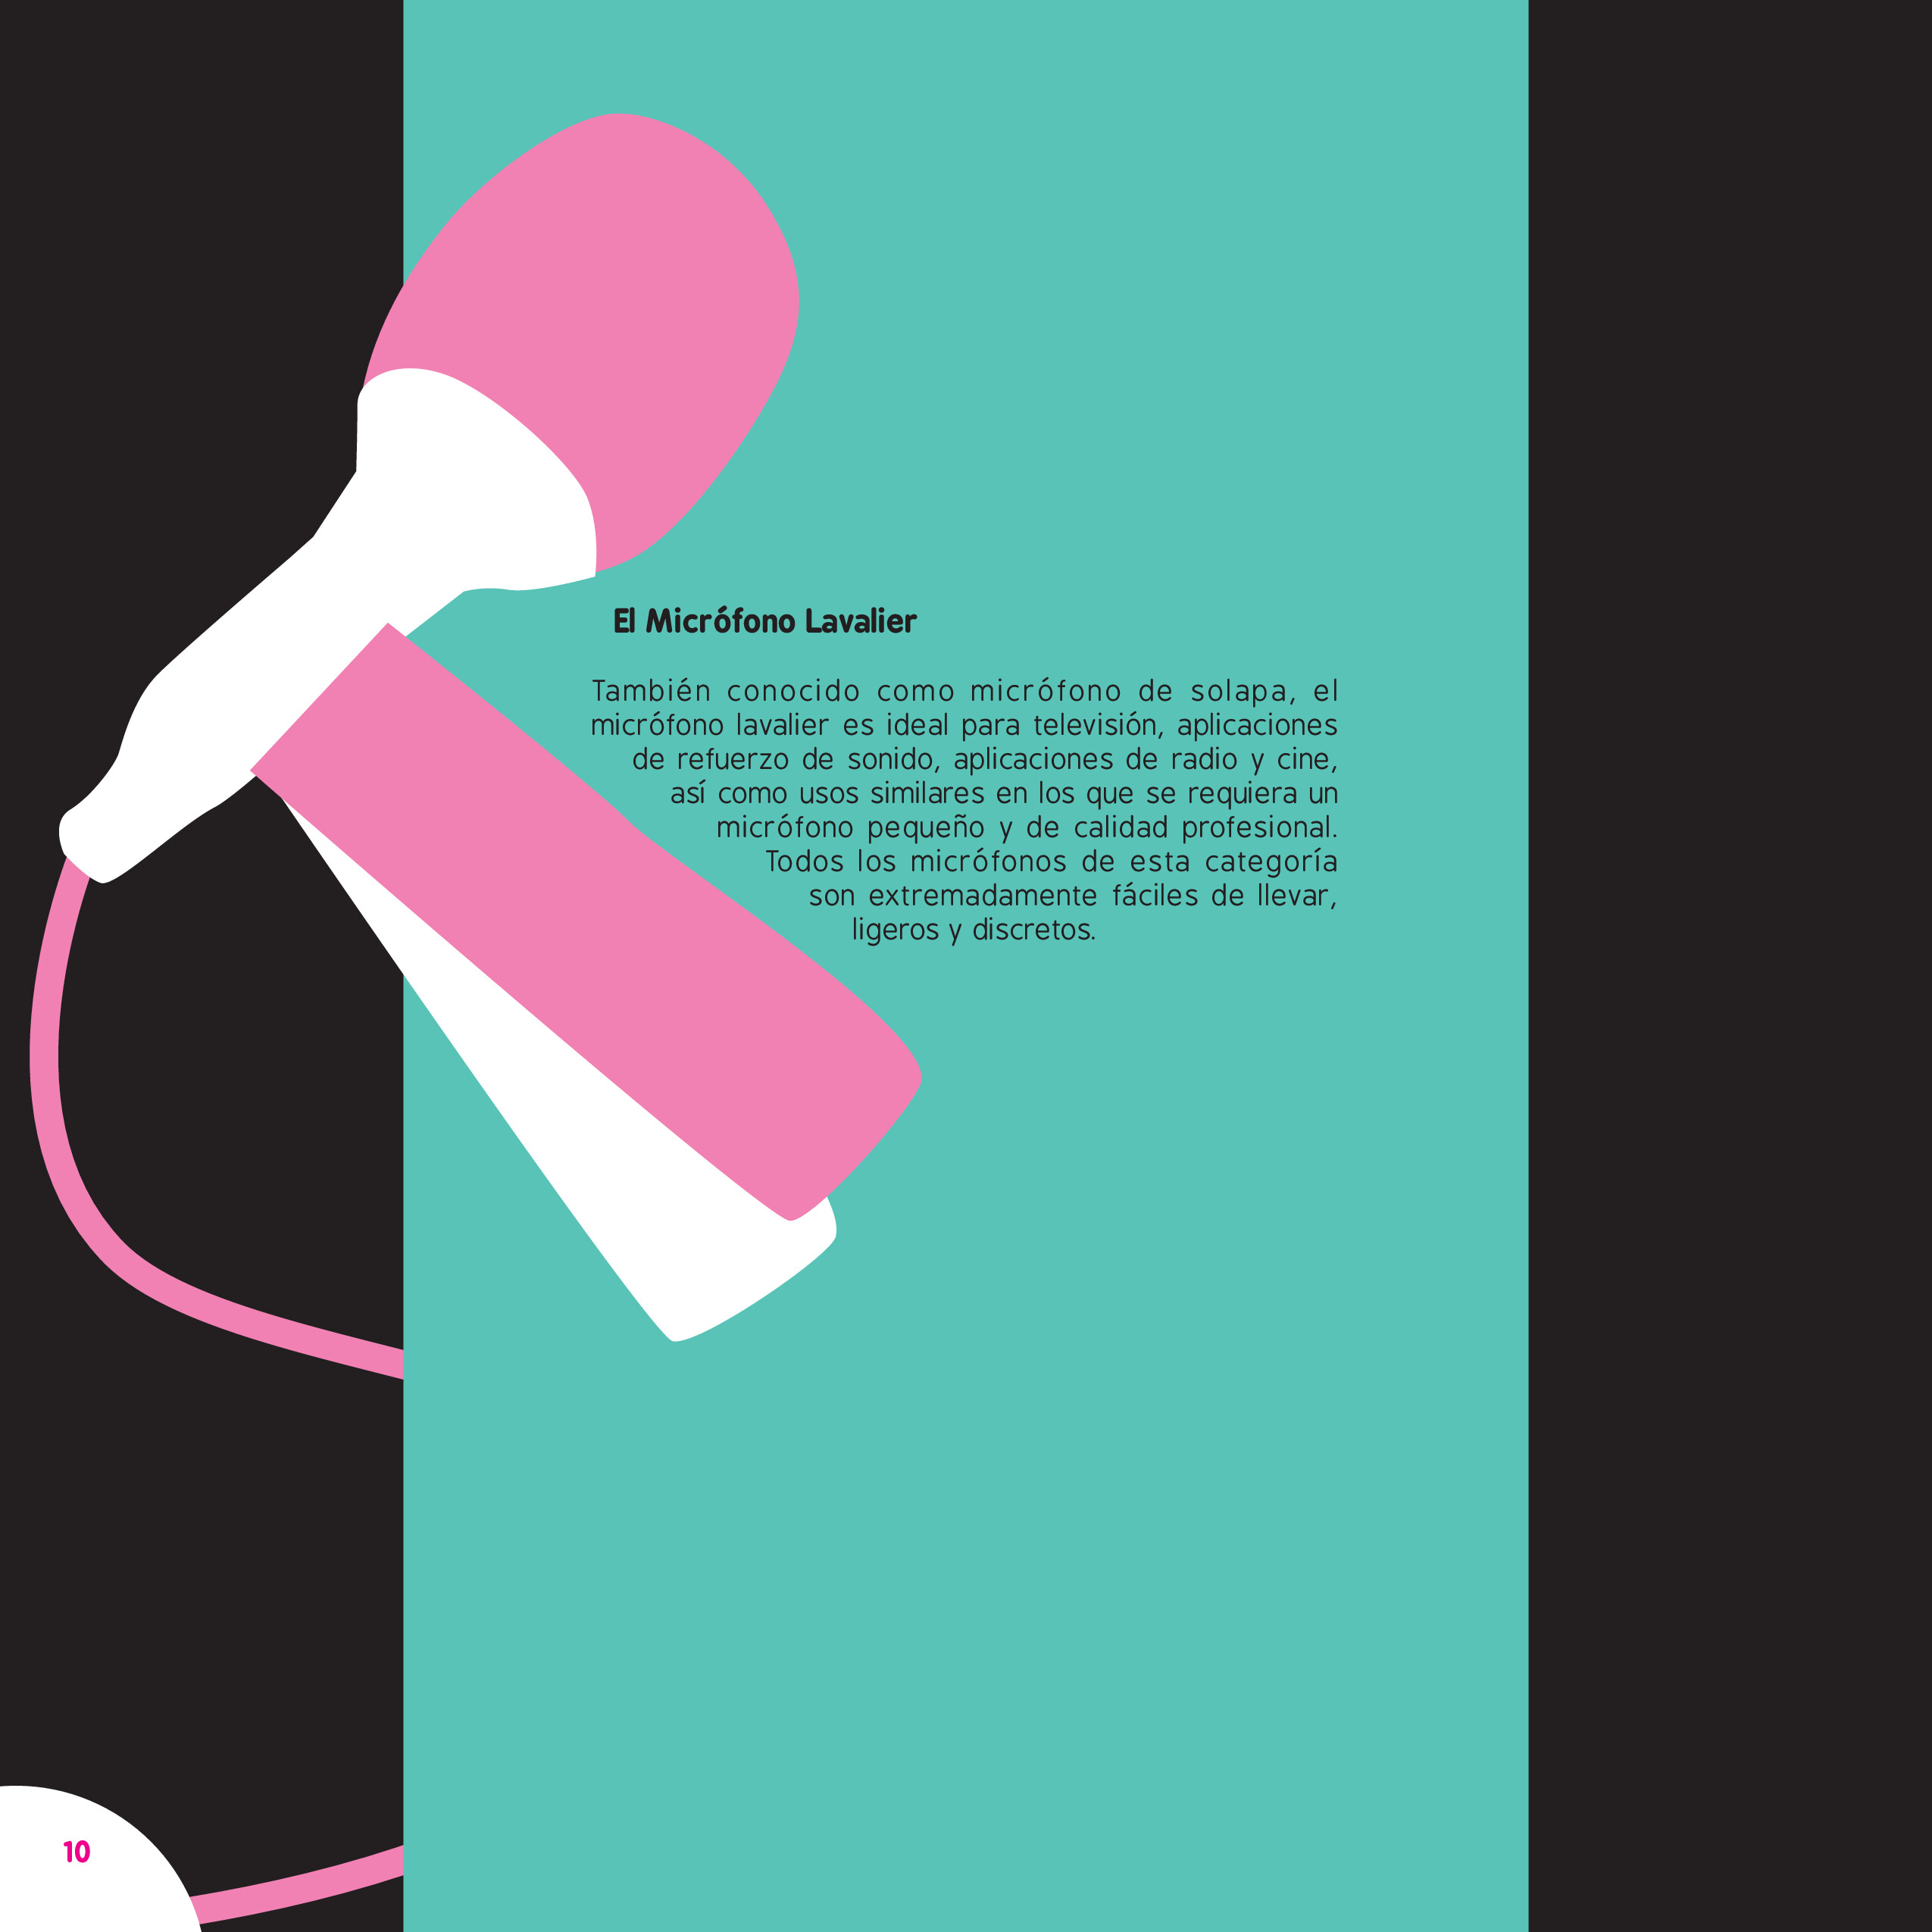 El Micrófono Lavalier
También conocido como micrófono de solapa, el
micrófono lavalier es ideal para televisión, aplicaciones
de refuerzo de sonido, aplicaciones de radio y cine,
así como usos similares en los que se requiera un
micrófono pequeño y de calidad profesional.
Todos los micrófonos de esta categoría
son extremadamente fáciles de llevar,
ligeros y discretos.
10